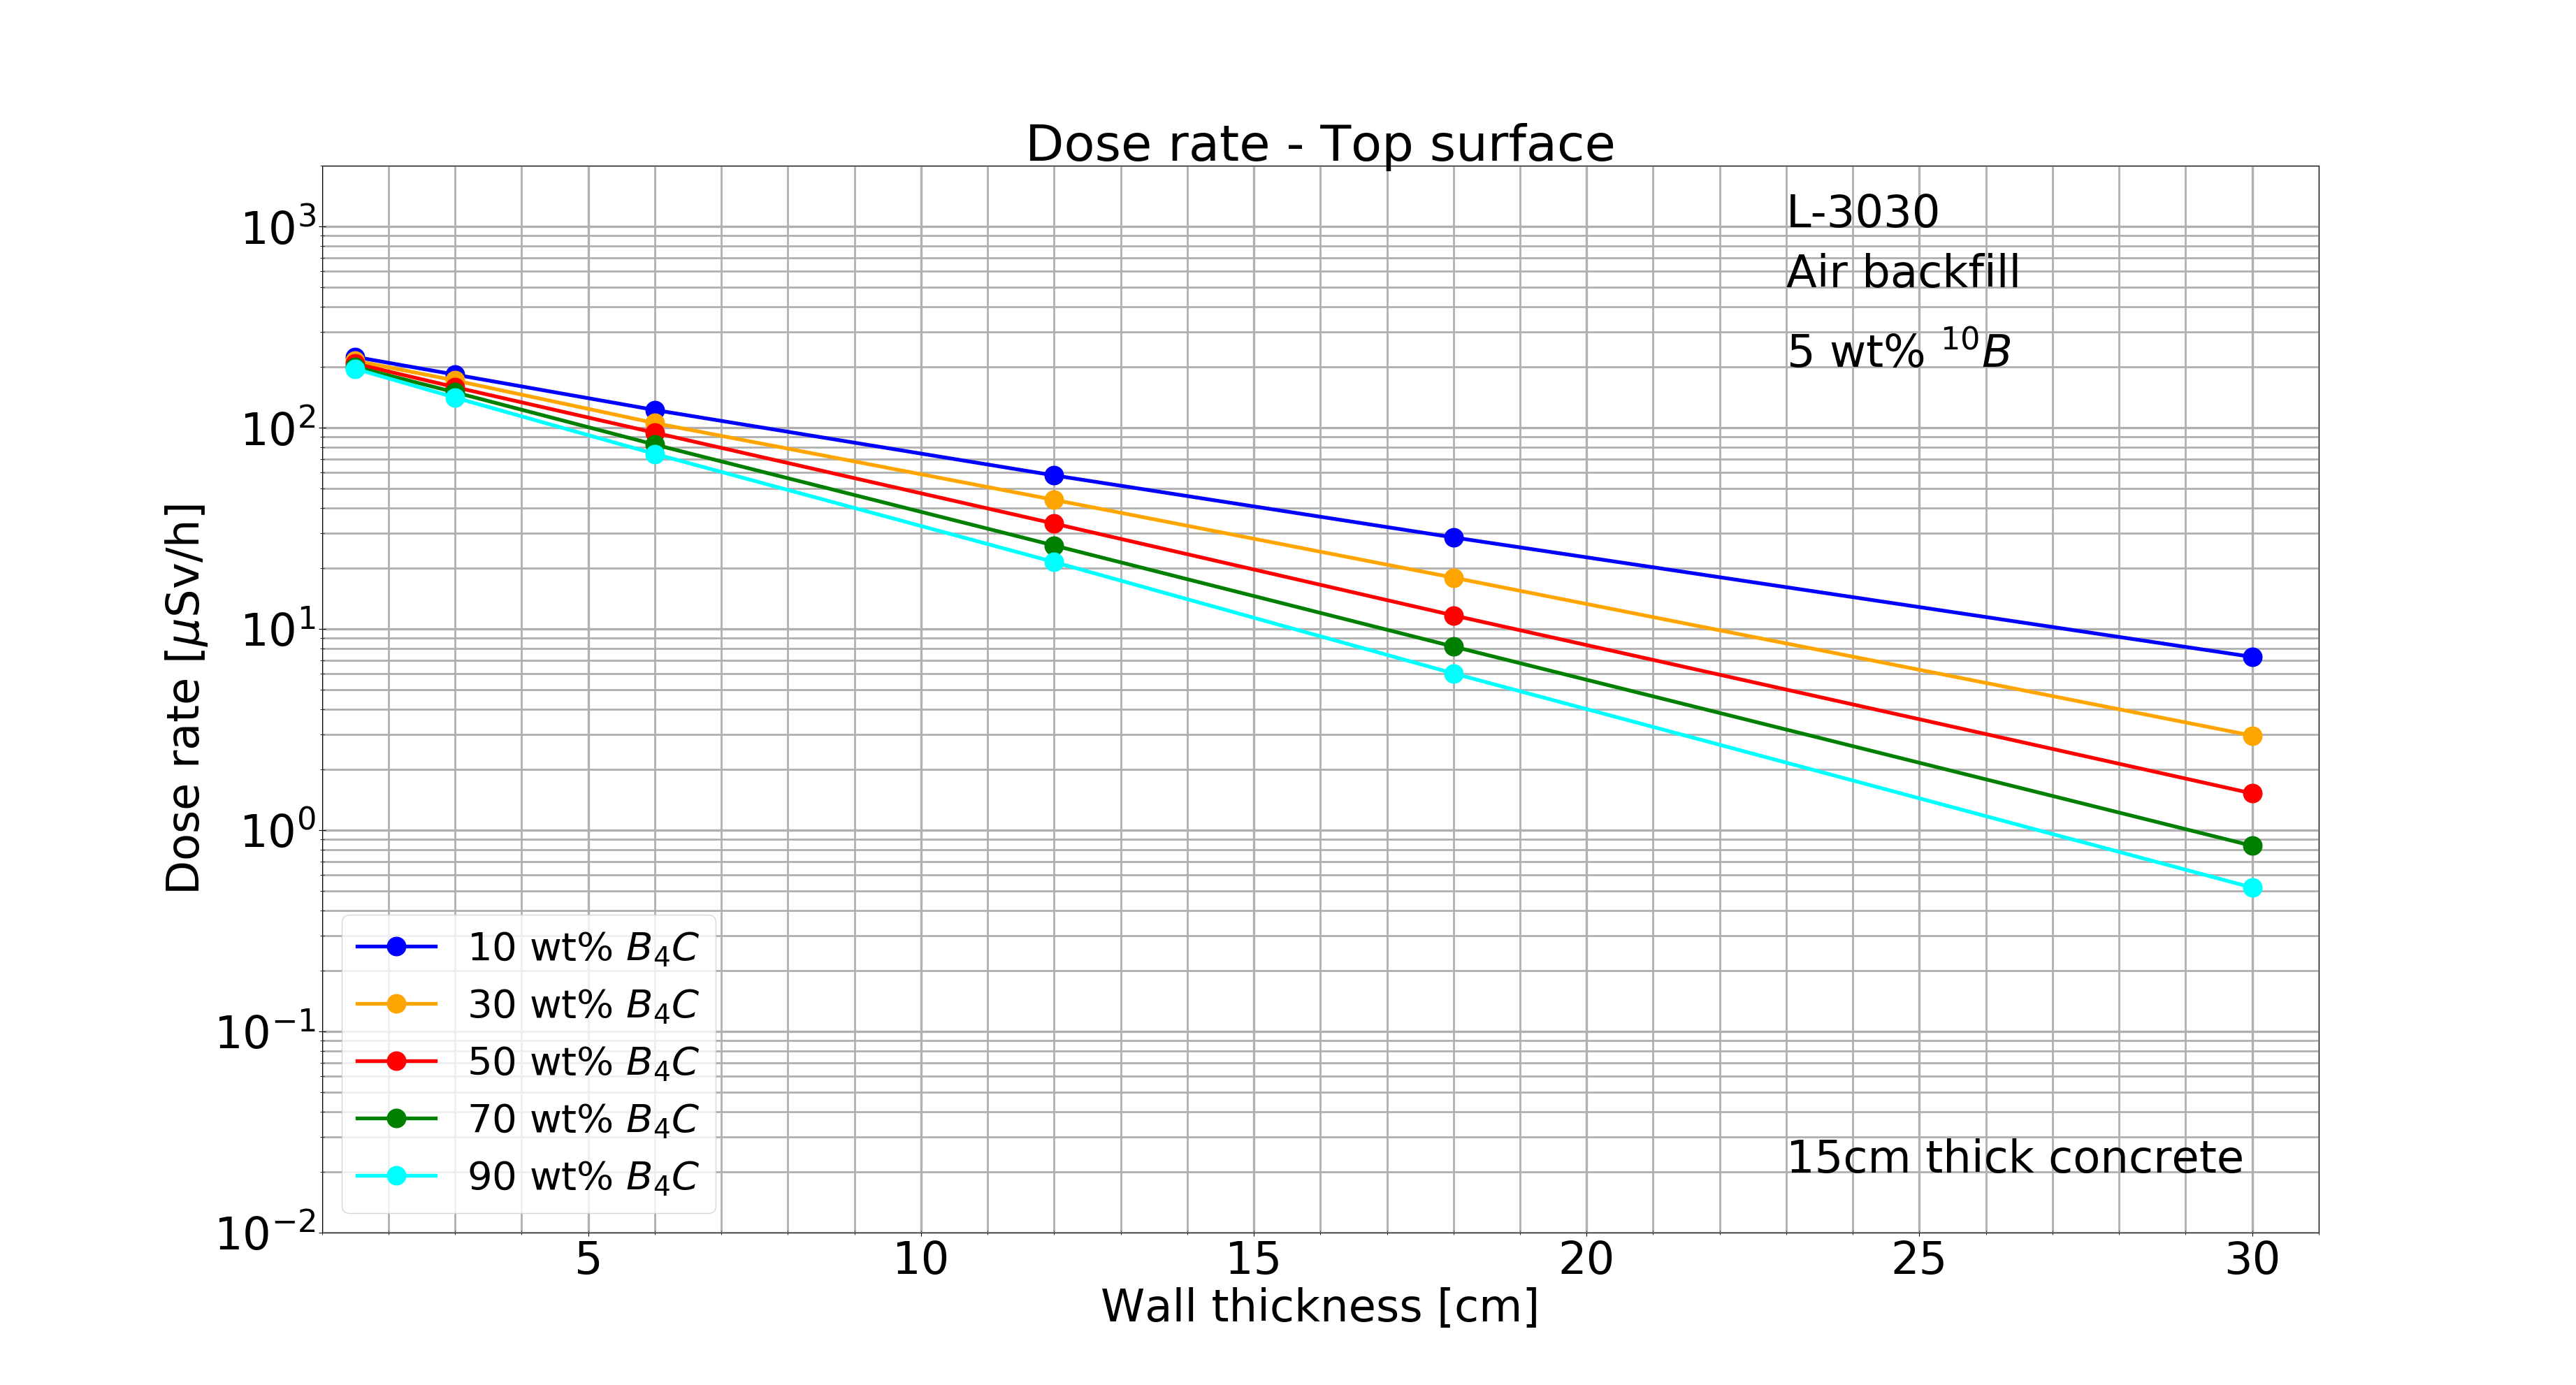 Dose rate - Top surface
L-3030
Air backfill
5 wt% ¹⁰B
15cm thick concrete
Dose rate [μSv/h]
10³
10²
10¹
10⁰
10⁻¹
10⁻²
10 wt% B₄C
30 wt% B₄C
50 wt% B₄C
70 wt% B₄C
90 wt% B₄C
5 10 15 20 25 30
Wall thickness [cm]